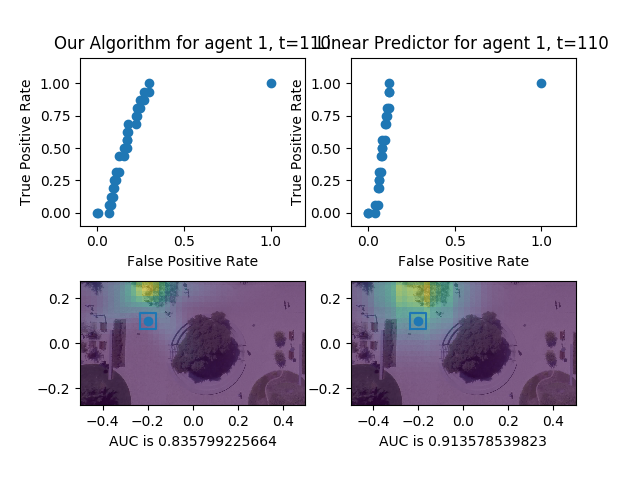 Our Algorithm for agent 1, t=110
Linear Predictor for agent 1, t=110
True Positive Rate
1.00
0.75
0.50
0.25
0.00
0.0 0.5 1.0
False Positive Rate
True Positive Rate
1.00
0.75
0.50
0.25
0.00
0.0 0.5 1.0
False Positive Rate
0.2
0.0
−0.2
−0.4 −0.2 0.0 0.2 0.4
AUC is 0.835799225664
0.2
0.0
−0.2
−0.4 −0.2 0.0 0.2 0.4
AUC is 0.913578539823